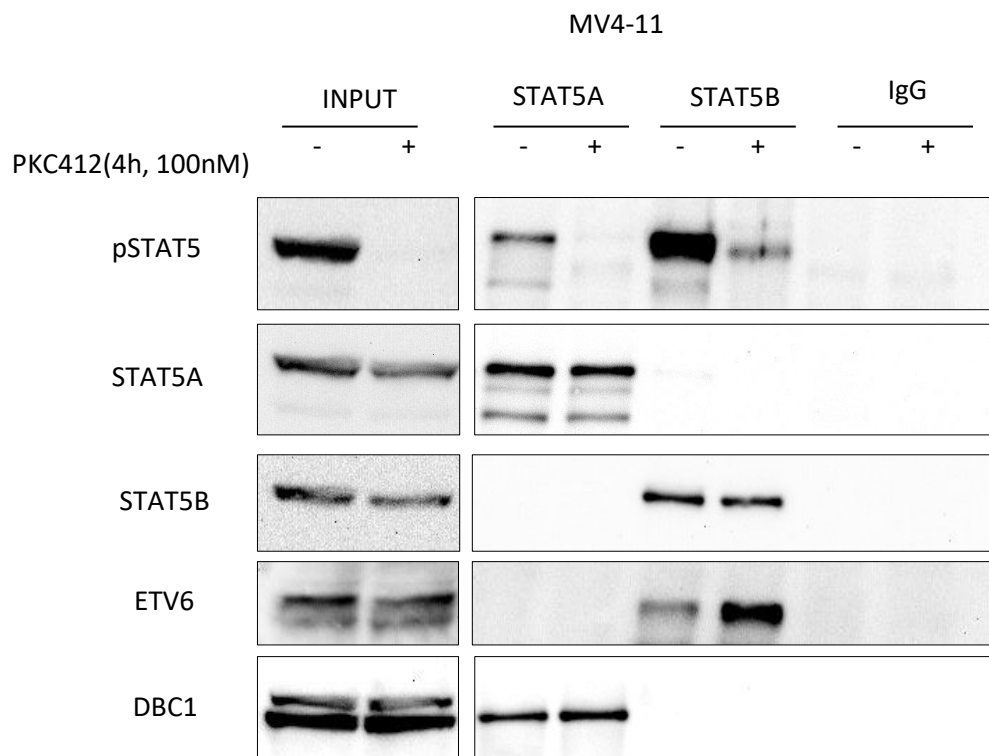 MV4-11
INPUT STAT5A STAT5B IgG
PKC412(4h, 100nM) - + - + - + - +
pSTAT5
STAT5A
STAT5B
ETV6
DBC1